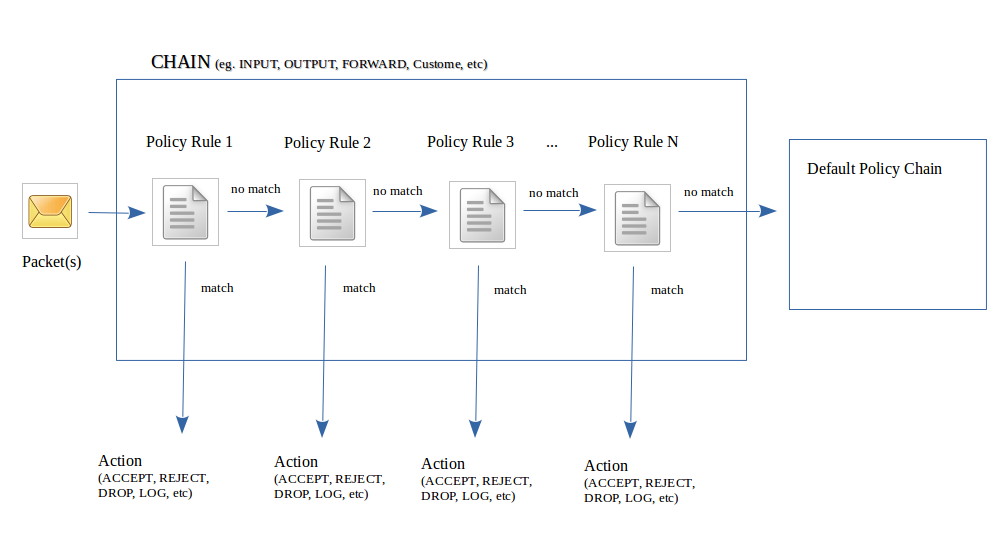 CHAIN (eg. INPUT, OUTPUT, FORWARD, Custome, etc)
Policy Rule 1
Policy Rule 2
Policy Rule 3
...
Policy Rule N
Default Policy Chain
no match
no match
no match
no match
Packet(s)
match
match
match
match
Action
(ACCEPT, REJECT,
DROP, LOG, etc)
Action
(ACCEPT, REJECT,
DROP, LOG, etc)
Action
(ACCEPT, REJECT,
DROP, LOG, etc)
Action
(ACCEPT, REJECT,
DROP, LOG, etc)